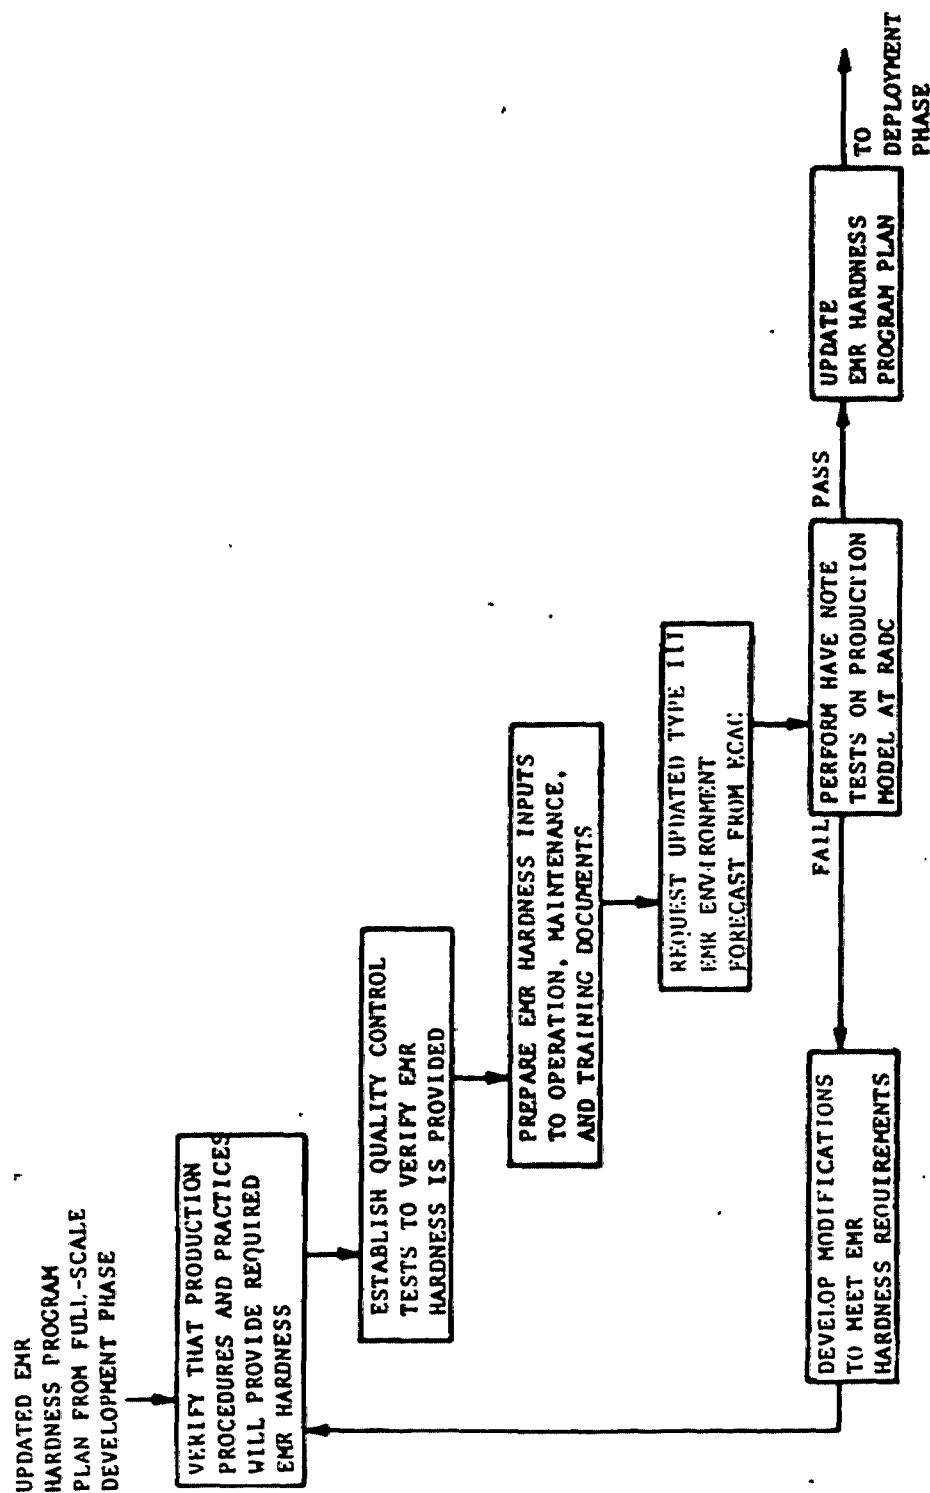 UPDATED EMR
HARDNESS PROGRAM
PLAN FROM FULL-SCALE
DEVELOPMENT PHASE
VERIFY THAT PRODUCTION
PROCEDURES AND PRACTICES
WILL PROVIDE REQUIRED
EMR HARDNESS
ESTABLISH QUALITY CONTROL
TESTS TO VERIFY EMR
HARDNESS IS PROVIDED
PREPARE EMR HARDNESS INPUTS
TO OPERATION, MAINTENANCE,
AND TRAINING DOCUMENTS
REQUEST UPDATED TYPE III
EMR ENVIRONMENT
FORECAST FROM ECAC
FAIL
PERFORM HAVE NOTE
TESTS ON PRODUCTION
MODEL AT RADC
PASS
DEVELOP MODIFICATIONS
TO MEET EMR
HARDNESS REQUIREMENTS
UPDATE
EMR HARDNESS
PROGRAM PLAN
TO
DEPLOYMENT
PHASE